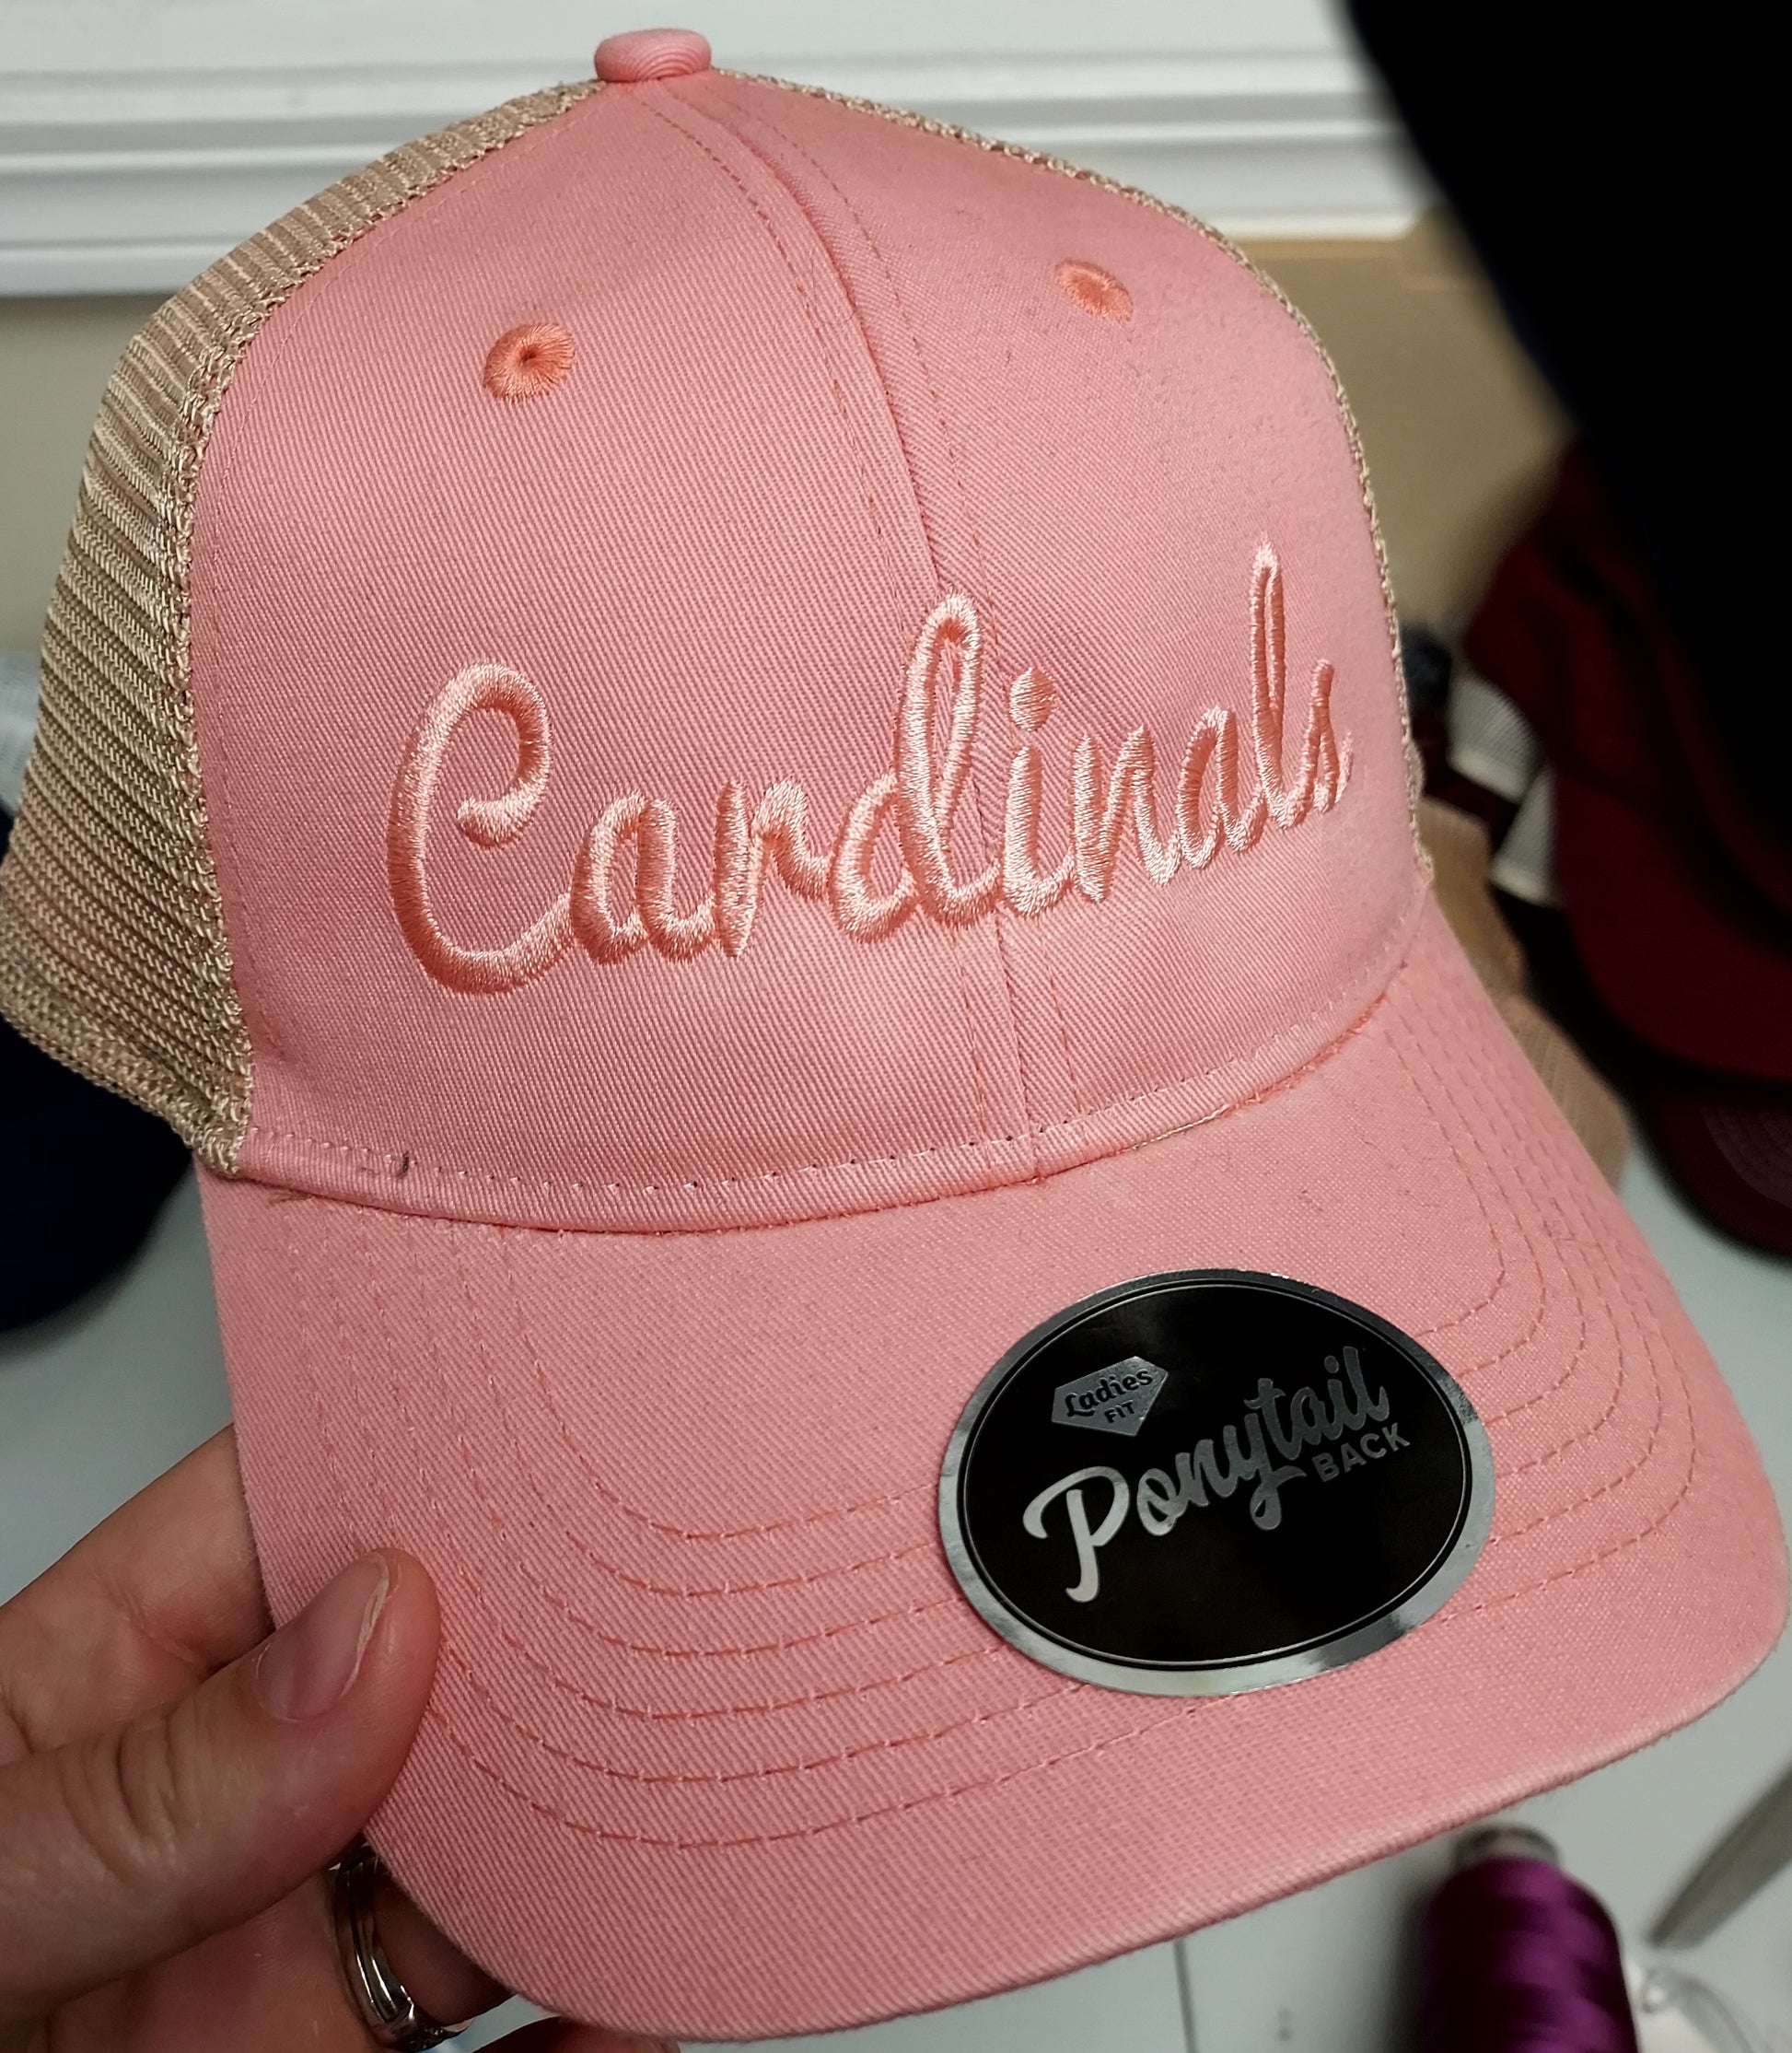 Cardinals
Ladies
FIT
Ponytail
BACK